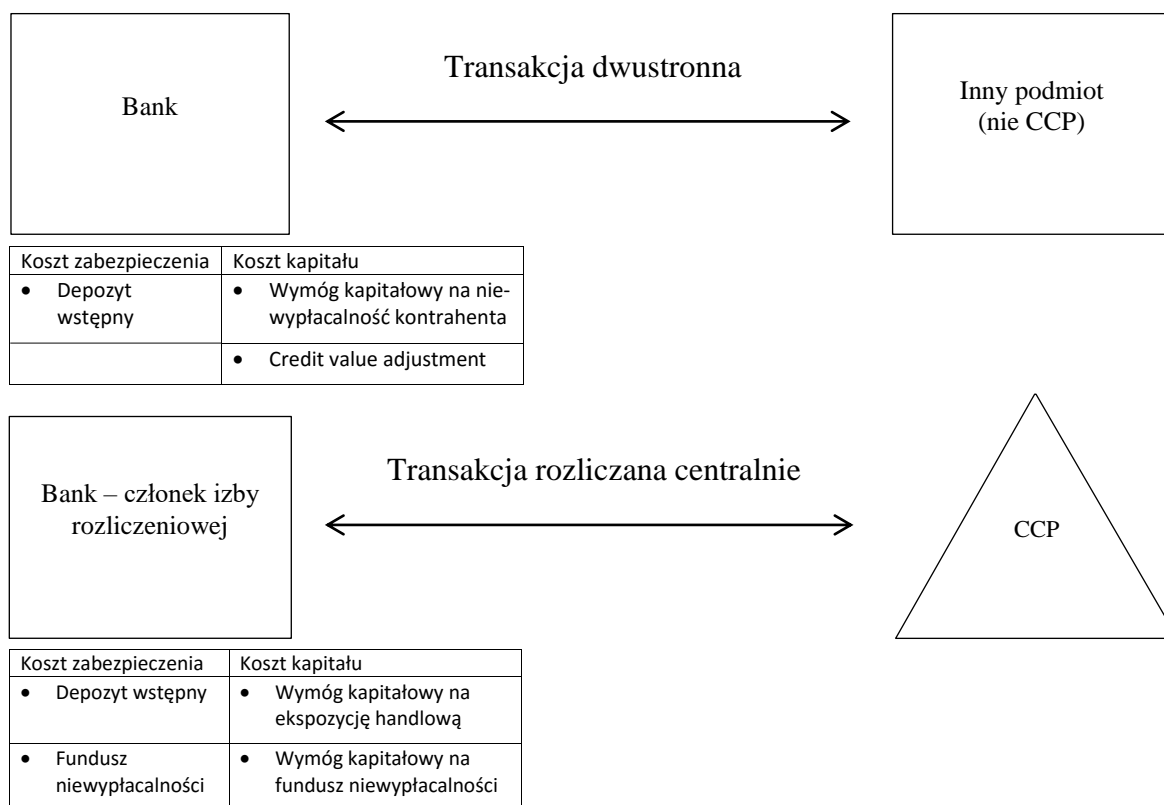 Transakcja dwustronna
Bank
Inny podmiot
(nie CCP)
Koszt zabezpieczenia Koszt kapitału
• Depozyt
wstępny
• Wymóg kapitałowy na nie-
wypłacalność kontrahenta
• Credit value adjustment
Transakcja rozliczana centralnie
Bank – członek izby
rozliczeniowej
CCP
Koszt zabezpieczenia Koszt kapitału
• Depozyt wstępny
• Wymóg kapitałowy na
ekspozycję handlową
• Fundusz
niewypłacalności
• Wymóg kapitałowy na
fundusz niewypłacalności